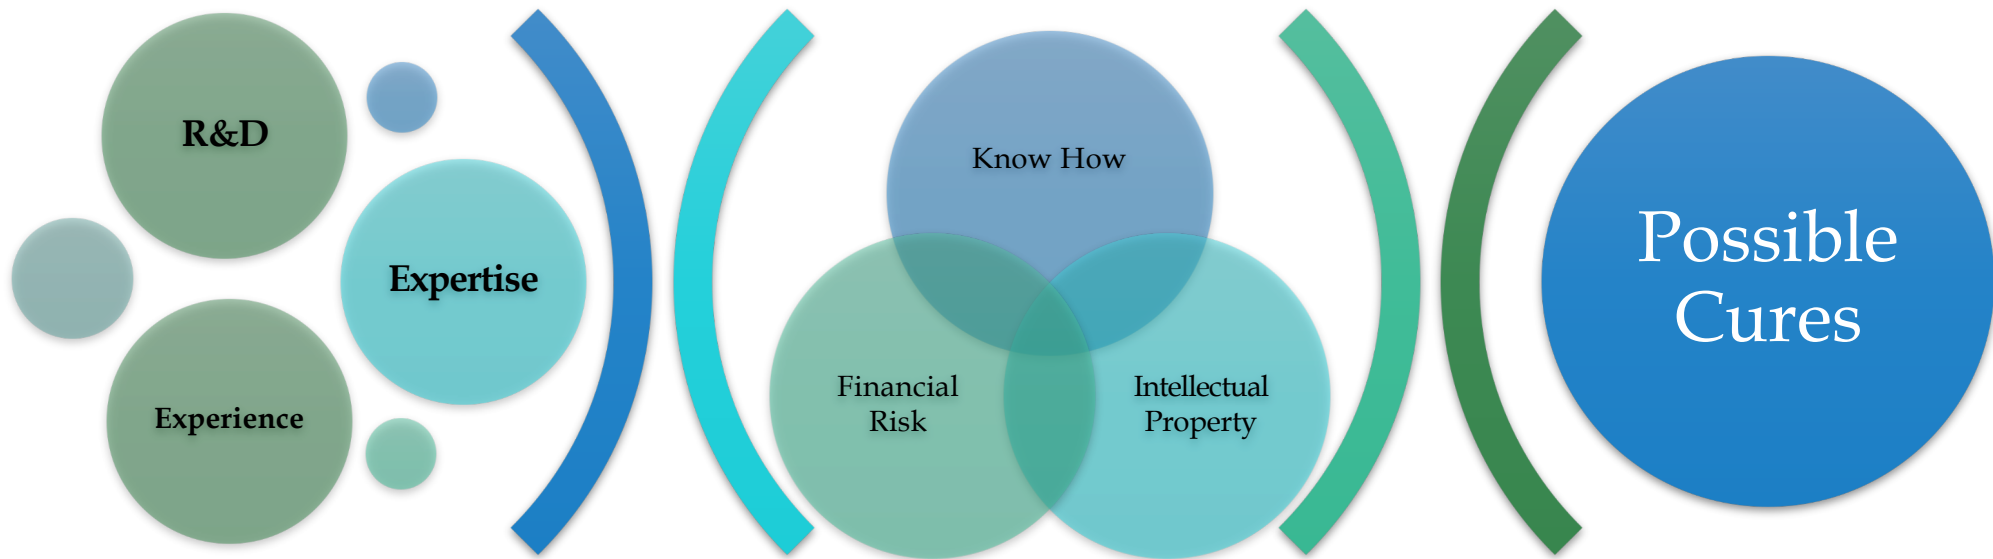 R&D
Expertise
Experience
Know How
Financial
Risk
Intellectual
Property
Possible
Cures